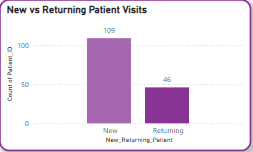 New vs Returning Patient Visits
109
100
46
50
0
New
Returning
Count of Patient_ID
New_Returning_Patient